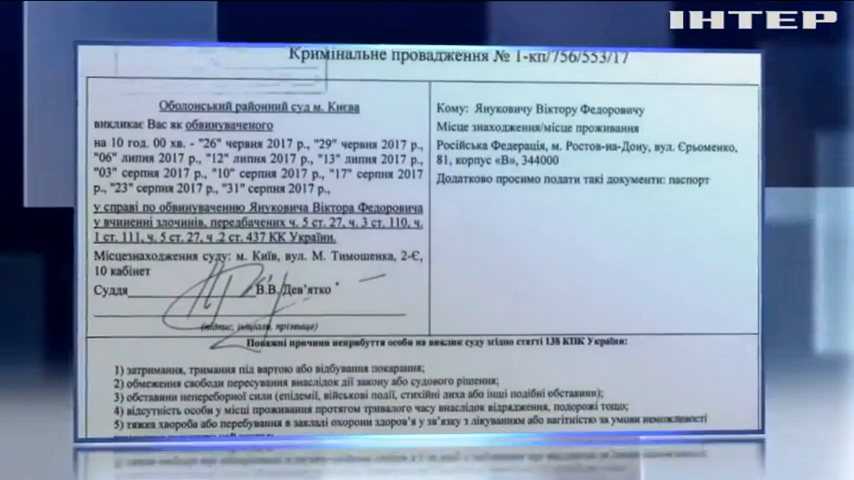 ІНТЕР
Кримінальне провадження № 1-кп/756/553/17
Оболонський районний суд м. Києва
викликає Вас як обвинуваченого
на 10 год. 00 хв. - "26" червня 2017 р., "29" червня 2017 р.,
"06" липня 2017 р., "12" липня 2017 р., "13" липня 2017 р.,
"03" серпня 2017 р., "10" серпня 2017 р., "17" серпня 2017
р., "23" серпня 2017 р., "31" серпня 2017 р.,
у справі по обвинуваченню Януковича Віктора Федоровича
у вчиненні злочинів, передбачених ч. 5 ст. 27, ч. 3 ст. 110, ч.
1 ст. 111, ч. 5 ст. 27, ч .2 ст. 437 КК України.
Місцезнаходження суду: м. Київ, вул. М. Тимошенка, 2-Є,
10 кабінет
Суддя В.В. Дев'ятко
(підпис, ініціали, прізвище)
Кому: Януковичу Віктору Федоровичу
Місце знаходження/місце проживання
Російська Федерація, м. Ростов-на-Дону, вул. Єрьоменко,
81, корпус «В», 344000
Додатково просимо подати такі документи: паспорт
Поважні причини неприбуття особи на виклик суду згідно статті 138 КПК України:
1) затримання, тримання під вартою або відбування покарання;
2) обмеження свободи пересування внаслідок дії закону або судового рішення;
3) обставини непереборної сили (епідемії, військові події, стихійні лиха або інші подібні обставини);
4) відсутність особи у місці проживання протягом тривалого часу внаслідок відрядження, подорожі тощо;
5) тяжка хвороба або перебування в закладі охорони здоров'я у зв'язку з лікуванням або вагітністю за умови неможливості